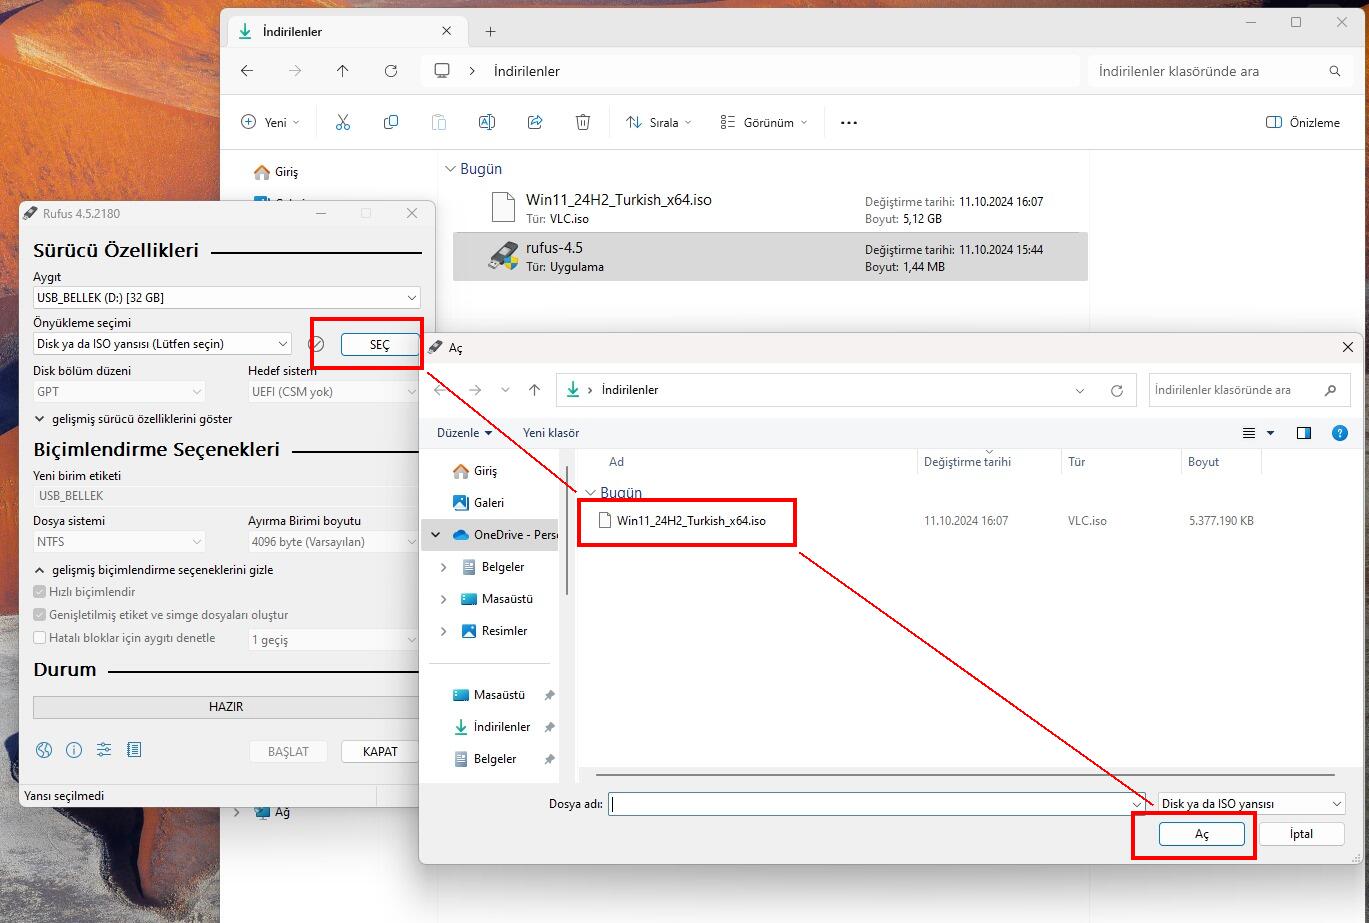 İndirilenler
İndirilenler
İndirilenler klasöründe ara
Yeni
Sırala
Görünüm
Önizleme
Giriş
Bugün
Win11_24H2_Turkish_x64.iso
Tür: VLC.iso
Değiştirme tarihi: 11.10.2024 16:07
Boyut: 5,12 GB
rufus-4.5
Tür: Uygulama
Değiştirme tarihi: 11.10.2024 15:44
Boyut: 1,44 MB
Ağ
Rufus 4.5.2180
Sürücü Özellikleri
Aygıt
USB_BELLEK (D:) [32 GB]
Önyükleme seçimi
Disk ya da ISO yansısı (Lütfen seçin)
SEÇ
Disk bölüm düzeni
Hedef sistem
GPT
UEFI (CSM yok)
gelişmiş sürücü özelliklerini göster
Biçimlendirme Seçenekleri
Yeni birim etiketi
USB_BELLEK
Dosya sistemi
Ayırma Birimi boyutu
NTFS
4096 byte (Varsayılan)
gelişmiş biçimlendirme seçeneklerini gizle
Hızlı biçimlendir
Genişletilmiş etiket ve simge dosyaları oluştur
Hatalı bloklar için aygıtı denetle
1 geçiş
Durum
HAZIR
BAŞLAT
KAPAT
Yansı seçilmedi
Aç
İndirilenler
İndirilenler klasöründe ara
Düzenle
Yeni klasör
Giriş
Galeri
OneDrive - Perso
Belgeler
Masaüstü
Resimler
Masaüstü
İndirilenler
Belgeler
Ad
Değiştirme tarihi
Tür
Boyut
Bugün
Win11_24H2_Turkish_x64.iso
11.10.2024 16:07
VLC.iso
5.377.190 KB
Dosya adı:
Disk ya da ISO yansısı
Aç
İptal